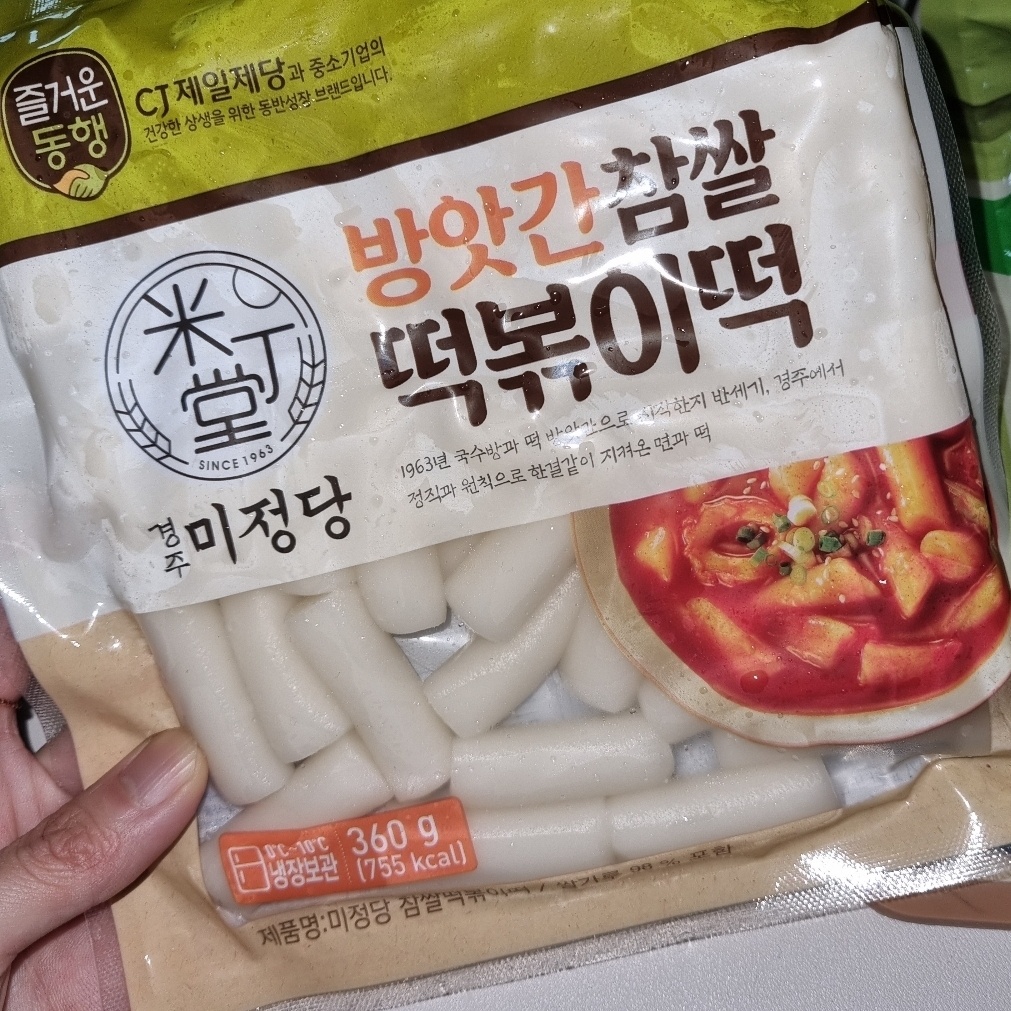 즐거운
동행
CJ 제일제당과 중소기업의
건강한 상생을 위한 동반성장 브랜드입니다.
방앗간 참쌀
떡볶이떡
米丁
堂
SINCE 1963
경주 미정당
1963년 국수방과 떡 방앗간으로 시작한지 반세기, 경주에서
정직과 원칙으로 한결같이 지켜온 면과 떡
0℃~10℃
냉장보관
360 g
(755 kcal)
제품명:미정당 참쌀떡볶이떡 / 쌀가루 98 %, 포함